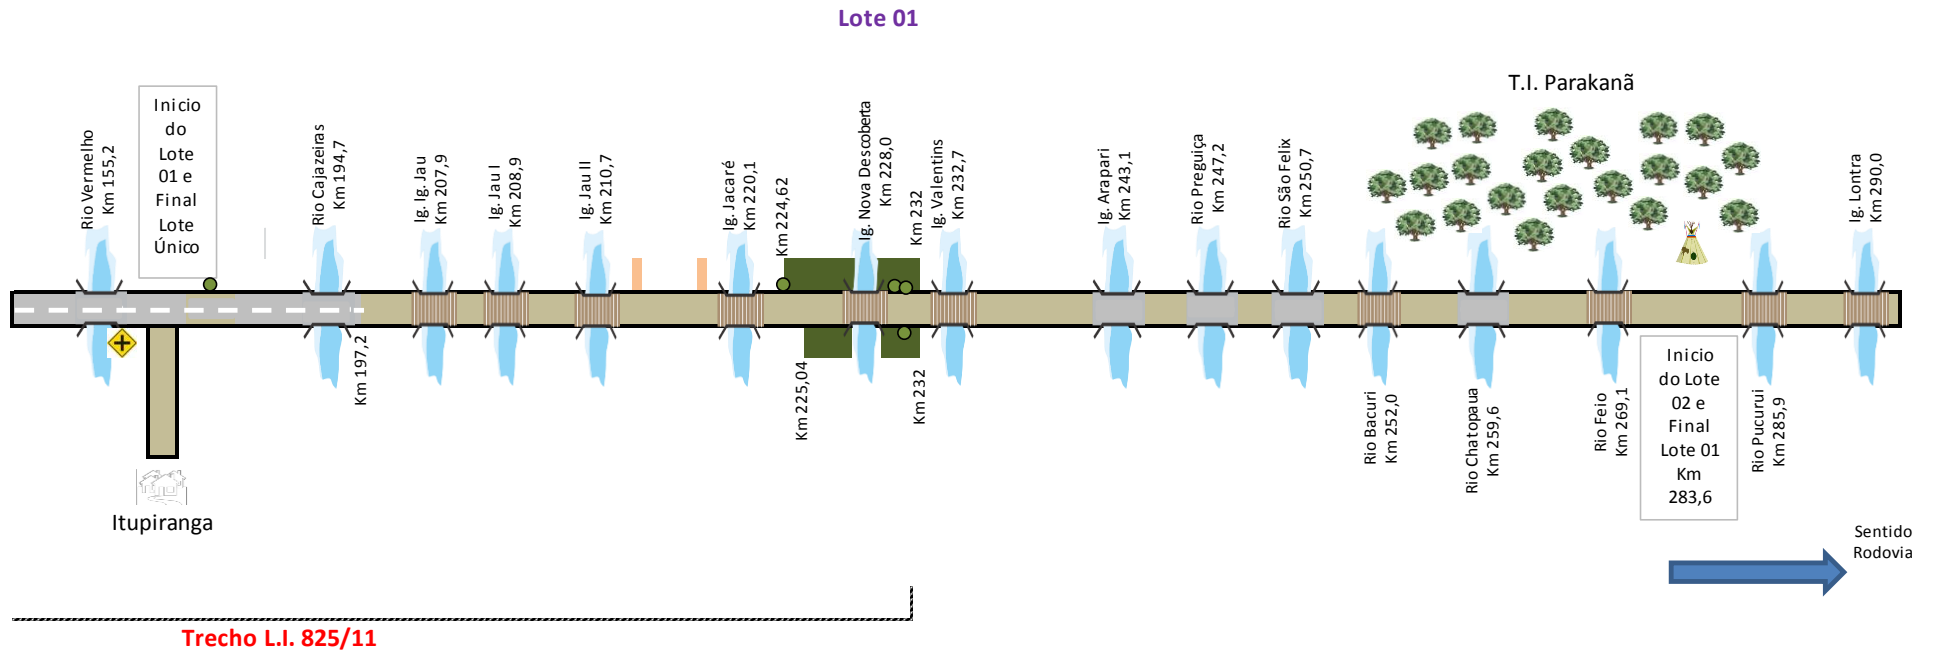 Lote 01
T.I. Parakanã
Inicio
do
Lote
01 e
Final
Lote
Único
Rio Vermelho
Km 155,2
Rio Cajazeiras
Km 194,7
Ig. Ig. Jau
Km 207,9
Ig. Jau I
Km 208,9
Ig. Jau II
Km 210,7
Ig. Jacaré
Km 220,1
Km 224,62
Ig. Nova Descoberta
Km 228,0
Km 232
Ig. Valentins
Km 232,7
Ig. Arapari
Km 243,1
Rio Preguiça
Km 247,2
Rio São Felix
Km 250,7
Ig. Lontra
Km 290,0
Km 197,2
Km 225,04
Km 232
Rio Bacuri
Km 252,0
Rio Chatopaua
Km 259,6
Rio Feio
Km 269,1
Inicio
do Lote
02 e
Final
Lote 01
Km
283,6
Rio Pucurui
Km 285,9
Itupiranga
Sentido
Rodovia
Trecho L.I. 825/11